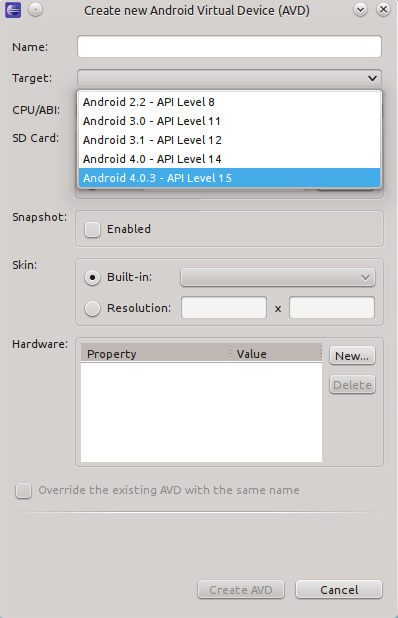 Create new Android Virtual Device (AVD)
Name:
Target:
CPU/ABI:
Android 2.2 - API Level 8
Android 3.0 - API Level 11
SD Card:
Android 3.1 - API Level 12
Android 4.0 - API Level 14
Android 4.0.3 - API Level 15
Snapshot:
Enabled
Skin:
Built-in:
Resolution:
x
Hardware:
Property Value
New...
Delete
Override the existing AVD with the same name
Create AVD Cancel